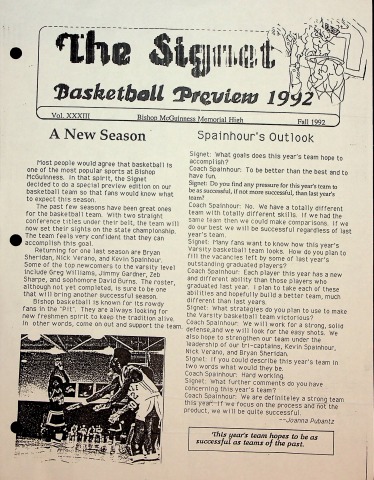 The Signet
Basketball Preview 1992
Vol. XXXIII Bishop McGuinness Memorial High Fall 1992
A New Season
Most people would agree that basketball is
one of the most popular sports at Bishop
McGuinness. In that spirit, the Signet
decided to do a special preview edition on our
basketball team so that fans would know what
to expect this season.
The past few seasons have been great ones
for the basketball team. With two straight
conference titles under their belt, the team will
now set their sights on the state championship.
The team feels very confident that they can
accomplish this goal.
Returning for one last season are Bryan
Sheridan, Nick Verano, and Kevin Spainhour.
Some of the top newcomers to the varsity level
include Greg Williams, Jimmy Gardner, Zed
Sharpe, and sophomore David Burns. The roster,
although not yet completed, is sure to be one
that will bring another successful season.
Bishop basketball is known for its rowdy
fans in the "Pit". They are always looking for
new freshmen spirit to keep the tradition alive.
In other words, come on out and support the team.
Spainhour's Outlook
Signet: What goals does this year's team hope to
accomplish?
Coach Spainhour: To be better than the best and to
have fun.
Signet: Do you find any pressure for this year's team to
be as successful, if not more successful, than last year's
team?
Coach Spainhour: No. We have a totally different
team with totally different skills. If we had the
same team then we could make comparisons. If we
do our best we will be successful regardless of last
year's team.
Signet: Many fans want to know how this year's
Varsity basketball team looks. How do you plan to
fill the vacancies left by some of last year's
outstanding graduated players?
Coach Spainhour: Each player this year has a new
and different ability than those players who
graduated last year. I plan to take each of these
abilities and hopefully build a better team, much
different than last years.
Signet: What strategies do you plan to use to make
the Varsity basketball team victorious?
Coach Spainhour: We will work for a strong, solid
defense, and we will look for the easy shots. We
also hope to strengthen our team under the
leadership of our tri-captains, Kevin Spainhour,
Nick Verano, and Bryan Sheridan.
Signet: If you could describe this year's team in
two words what would they be.
Coach Spainhour: Hard working.
Signet: What further comments do you have
concerning this year's team?
Coach Spainhour: We are definitely a strong team
this year. If we focus on the process and not the
product, we will be quite successful.
--Joanna Pubantz
This year's team hopes to be as
successful as teams of the past.